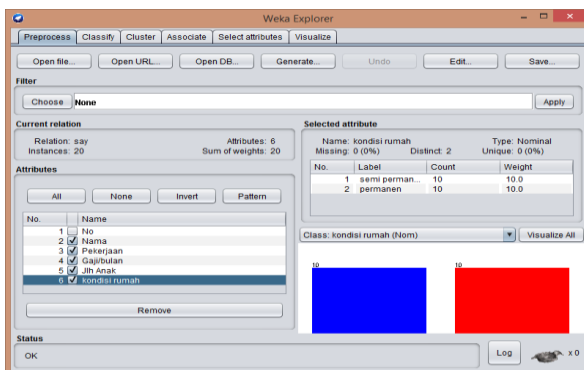 Weka Explorer
Preprocess Classify Cluster Associate Select attributes Visualize
Open file... Open URL... Open DB... Generate... Undo Edit... Save...
Filter
Choose None Apply
Current relation
Relation: say Attributes: 6
Instances: 20 Sum of weights: 20
Attributes
All None Invert Pattern
No. Name
1 No
2 Nama
3 Pekerjaan
4 Gaji/bulan
5 Jlh Anak
6 kondisi rumah
Remove
Selected attribute
Name: kondisi rumah Type: Nominal
Missing: 0 (0%) Distinct: 2 Unique: 0 (0%)
No. Label Count Weight
1 semi perman... 10 10.0
2 permanen 10 10.0
Class: kondisi rumah (Nom) Visualize All
10 10
Status
OK Log x 0